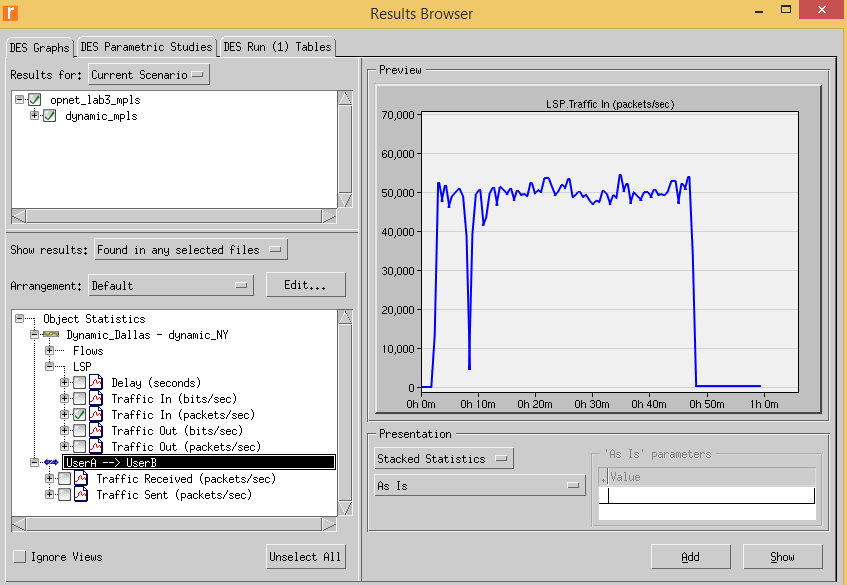 Results Browser
DES Graphs
DES Parametric Studies
DES Run (1) Tables
Results for:
Current Scenario
opnet_lab3_mpls
dynamic_mpls
Show results:
Found in any selected files
Arrangement:
Default
Edit...
Object Statistics
Dynamic_Dallas - dynamic_NY
Flows
LSP
Delay (seconds)
Traffic In (bits/sec)
Traffic In (packets/sec)
Traffic Out (bits/sec)
Traffic Out (packets/sec)
UserA --> UserB
Traffic Received (packets/sec)
Traffic Sent (packets/sec)
Ignore Views
Unselect All
Preview
LSP.Traffic In (packets/sec)
70,000
60,000
50,000
40,000
30,000
20,000
10,000
0
0h 0m
0h 10m
0h 20m
0h 30m
0h 40m
0h 50m
1h 0m
Presentation
Stacked Statistics
As Is
'As Is' parameters
Value
Add
Show